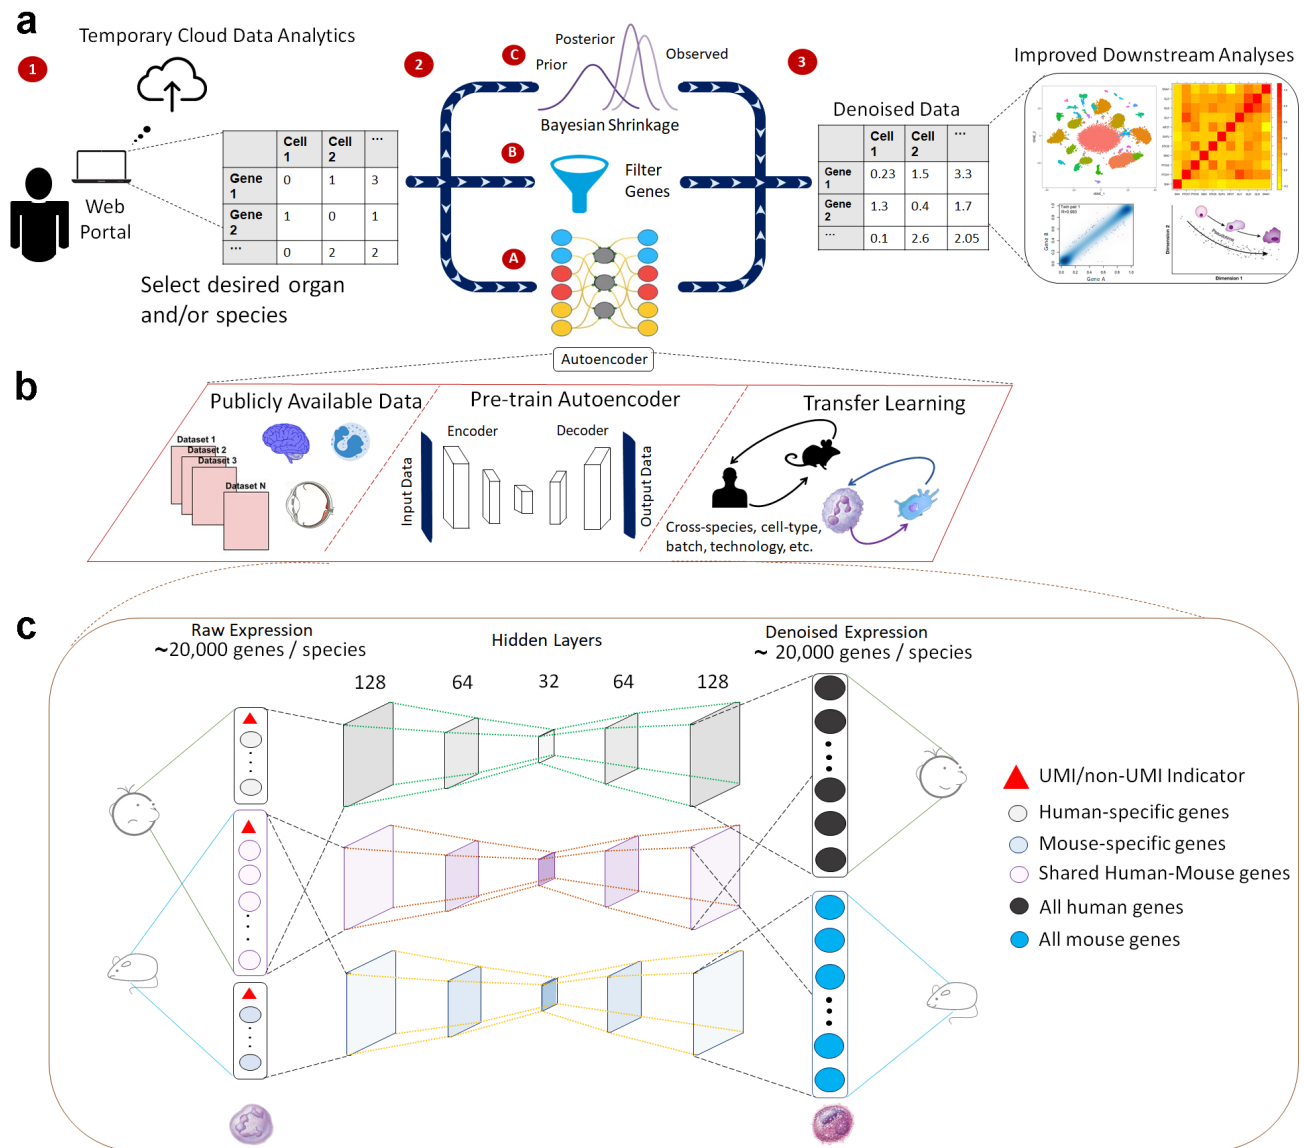 a
Temporary Cloud Data Analytics
1
Web
Portal
Cell
1
Cell
2
...
Gene
1
0
1
3
Gene
2
1
0
1
...
0
2
2
Select desired organ
and/or species
2
C
Prior
Posterior
Observed
Bayesian Shrinkage
B
Filter
Genes
A
Autoencoder
3
Denoised Data
Cell
1
Cell
2
...
Gene
1
0.23
1.5
3.3
Gene
2
1.3
0.4
1.7
...
0.1
2.6
2.05
Improved Downstream Analyses
Gene B
Gene A
Pseudotime
Dimension 2
Dimension 1
b
Publicly Available Data
Dataset 1
Dataset 2
Dataset 3
Dataset N
Pre-train Autoencoder
Encoder
Decoder
Input Data
Output Data
Transfer Learning
Cross-species, cell-type,
batch, technology, etc.
c
Raw Expression
~20,000 genes / species
Hidden Layers
Denoised Expression
~ 20,000 genes / species
128
64
32
64
128
UMI/non-UMI Indicator
Human-specific genes
Mouse-specific genes
Shared Human-Mouse genes
All human genes
All mouse genes